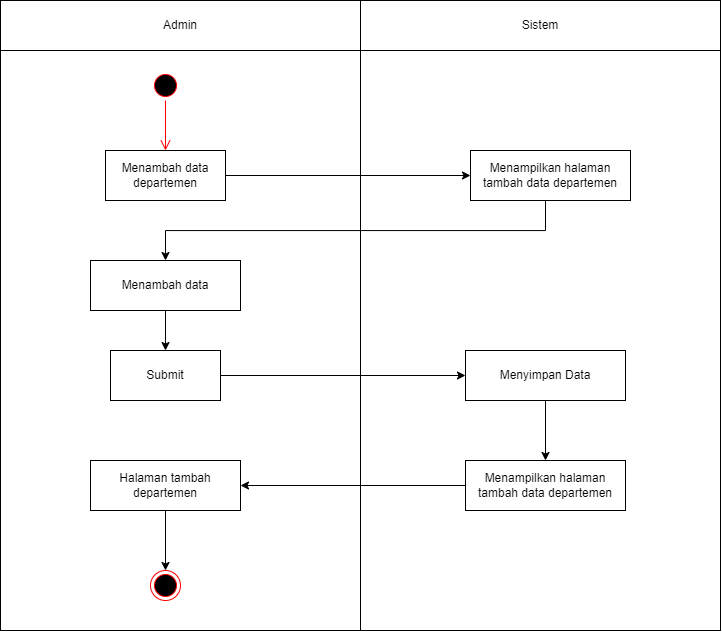 Admin
Sistem
Menambah data
departemen
Menampilkan halaman
tambah data departemen
Menambah data
Submit
Menyimpan Data
Halaman tambah
departemen
Menampilkan halaman
tambah data departemen